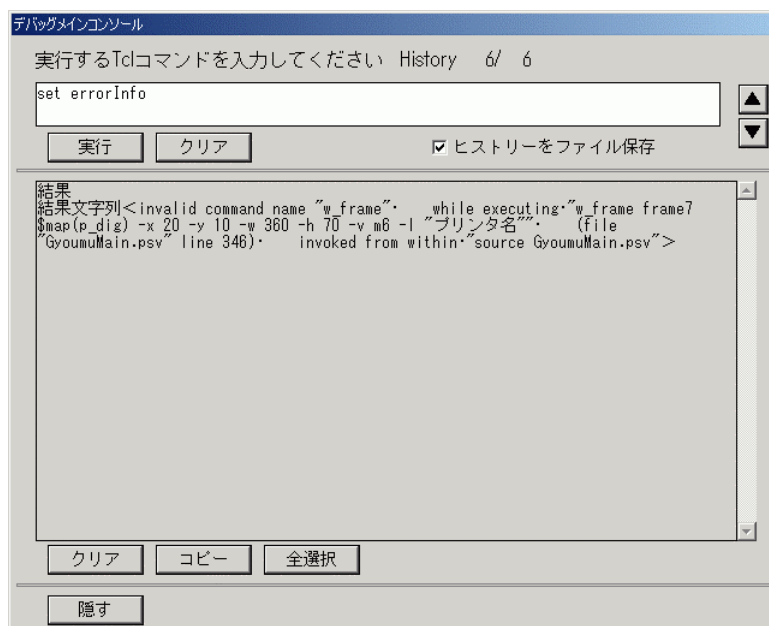 デバッグメインコンソール
実行するTclコマンドを入力してください History 6/ 6
set errorInfo
▲
▼
実行 クリア ヒストリーをファイル保存
結果
結果文字列<invalid command name "w_frame"・ while executing・"w_frame frame7
$map(p_dig) -x 20 -y 10 -w 360 -h 70 -v m6 -l "プリンタ名""・ (file
"GyoumuMain.psv" line 346)・ invoked from within・"source GyoumuMain.psv">
クリア コピー 全選択
隠す